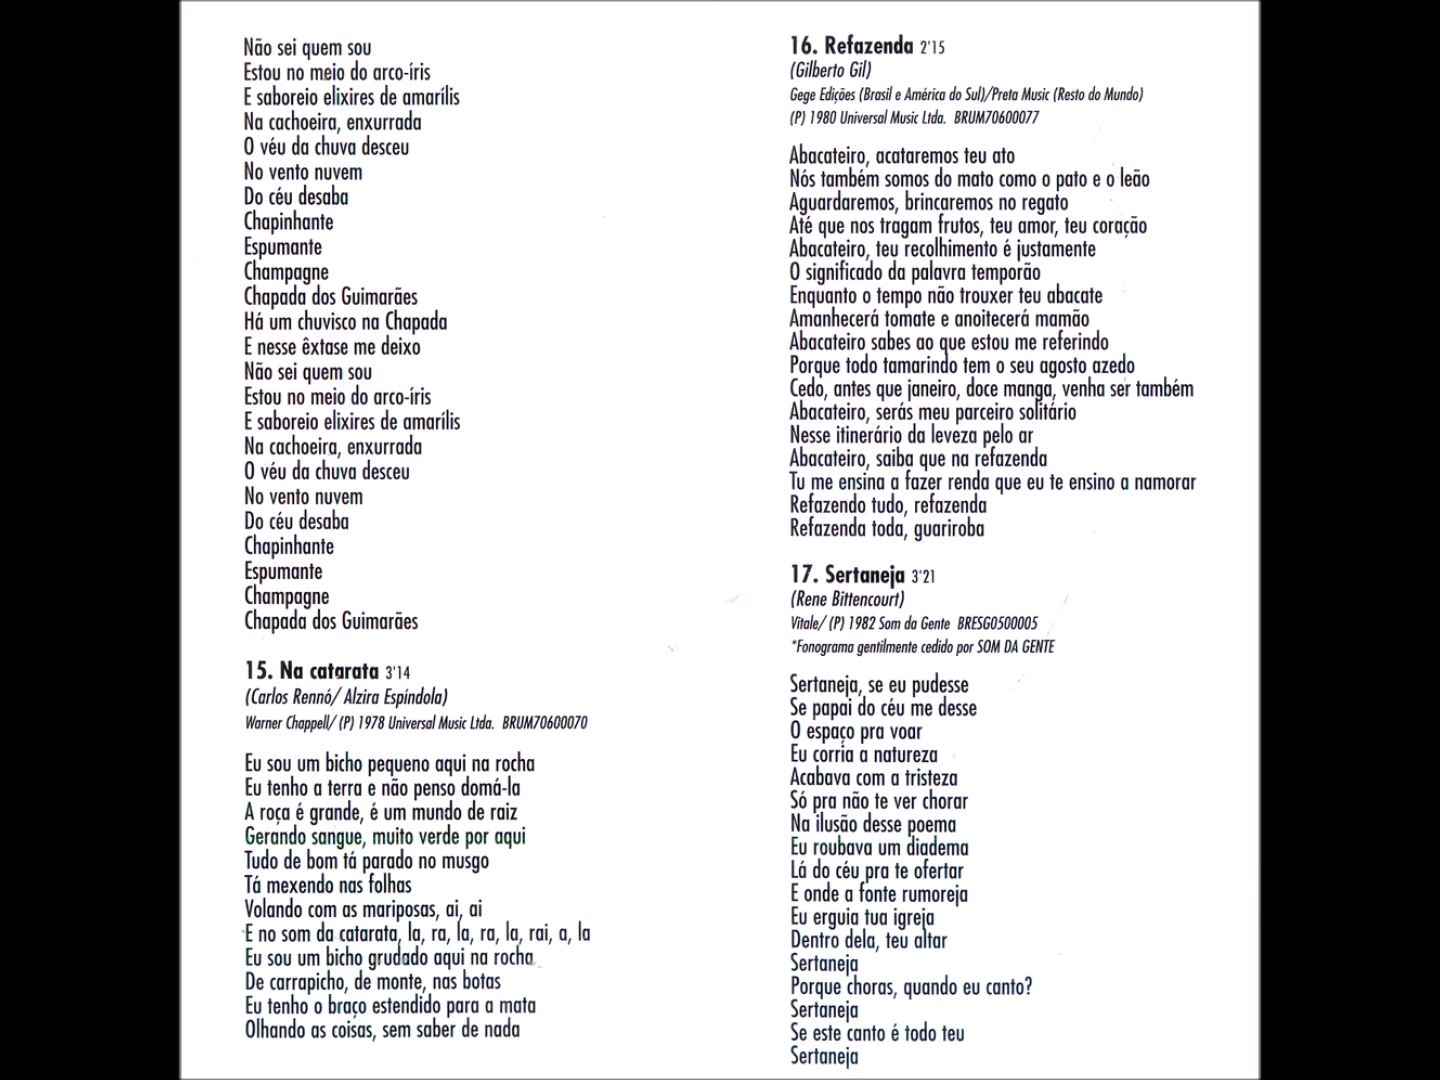 Não sei quem sou
Estou no meio do arco-íris
E saboreio elixires de amarílis
Na cachoeira, enxurrada
O véu da chuva desceu
No vento nuvem
Do céu desaba
Chapinhante
Espumante
Champagne
Chapada dos Guimarães
Há um chuvisco na Chapada
E nesse êxtase me deixo
Não sei quem sou
Estou no meio do arco-íris
E saboreio elixires de amarílis
Na cachoeira, enxurrada
O véu da chuva desceu
No vento nuvem
Do céu desaba
Chapinhante
Espumante
Champagne
Chapada dos Guimarães
15. Na catarata 3'14
(Carlos Rennó/ Alzira Espíndola)
Warner Chappell/ (P) 1978 Universal Music Ltda. BRUM70600070
Eu sou um bicho pequeno aqui na rocha
Eu tenho a terra e não penso domá-la
A roça é grande, é um mundo de raiz
Gerando sangue, muito verde por aqui
Tudo de bom tá parado no musgo
Tá mexendo nas folhas
Volando com as mariposas, ai, ai
E no som da catarata, la, ra, la, ra, la, rai, a, la
Eu sou um bicho grudado aqui na rocha
De carrapicho, de monte, nas botas
Eu tenho o braço estendido para a mata
Olhando as coisas, sem saber de nada
16. Refazenda 2'15
(Gilberto Gil)
Gege Edições (Brasil e América do Sul)/Preta Music (Resto do Mundo)
(P) 1980 Universal Music Ltda. BRUM70600077
Abacateiro, acataremos teu ato
Nós também somos do mato como o pato e o leão
Aguardaremos, brincaremos no regato
Até que nos tragam frutos, teu amor, teu coração
Abacateiro, teu recolhimento é justamente
O significado da palavra temporão
Enquanto o tempo não trouxer teu abacate
Amanhecerá tomate e anoitecerá mamão
Abacateiro sabes ao que estou me referindo
Porque todo tamarindo tem o seu agosto azedo
Cedo, antes que janeiro, doce manga, venha ser também
Abacateiro, serás meu parceiro solitário
Nesse itinerário da leveza pelo ar
Abacateiro, saiba que na refazenda
Tu me ensina a fazer renda que eu te ensino a namorar
Refazendo tudo, refazenda
Refazenda toda, guariroba
17. Sertaneja 3'21
(Rene Bittencourt)
Vitale/ (P) 1982 Som da Gente BRESG0500005
*Fonograma gentilmente cedido por SOM DA GENTE
Sertaneja, se eu pudesse
Se papai do céu me desse
O espaço pra voar
Eu corria a natureza
Acabava com a tristeza
Só pra não te ver chorar
Na ilusão desse poema
Eu roubava um diadema
Lá do céu pra te ofertar
E onde a fonte rumoreja
Eu erguia tua igreja
Dentro dela, teu altar
Sertaneja
Porque choras, quando eu canto?
Sertaneja
Se este canto é todo teu
Sertaneja